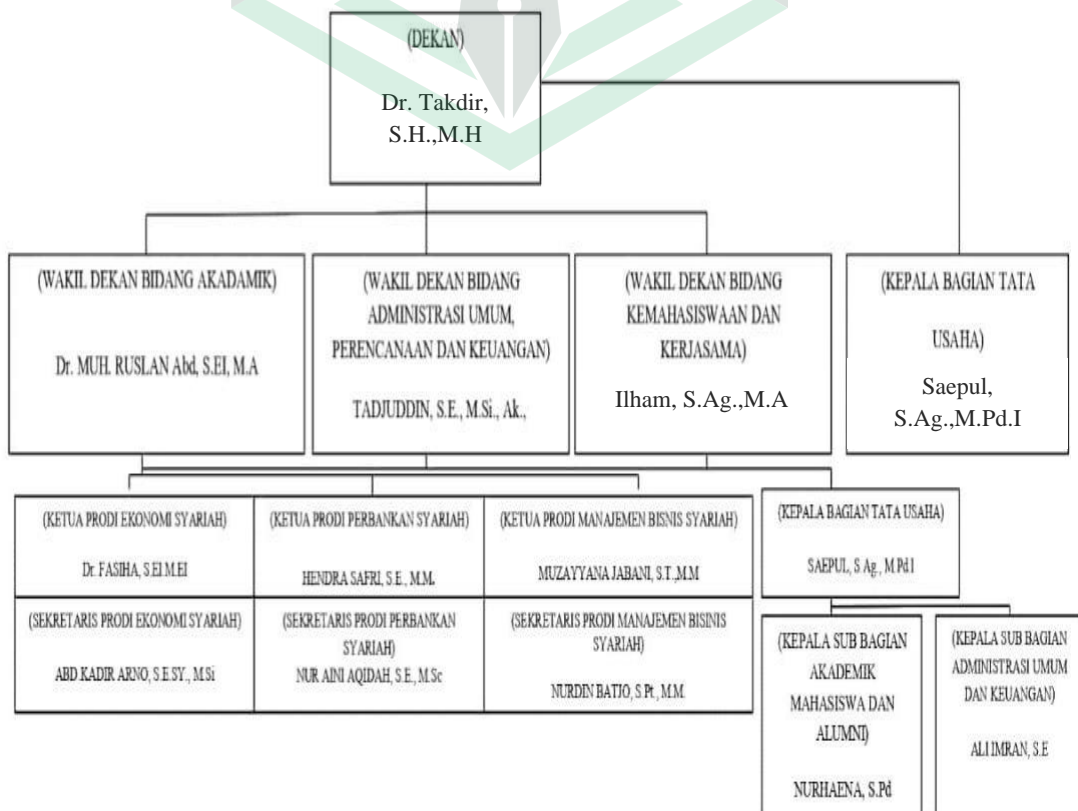 (DEKAN)
Dr. Takdir,
S.H.,M.H
(WAKIL DEKAN BIDANG AKADAMIK)
Dr. MUH. RUSLAN Abd, S.EI, M.A
(WAKIL DEKAN BIDANG
ADMINISTRASI UMUM,
PERENCANAAN DAN KEUANGAN)
TADJUDDIN, S.E., M.Si., Ak.,
(WAKIL DEKAN BIDANG
KEMAHASISWAAN DAN
KERJASAMA)
Ilham, S.Ag.,M.A
(KEPALA BAGIAN TATA
USAHA)
Saepul,
S.Ag.,M.Pd.I
(KETUA PRODI EKONOMI SYARIAH)
Dr. FASIHA, S.EI.M.EI
(KETUA PRODI PERBANKAN SYARIAH)
HENDRA SAFRI, S.E., M.M.
(KETUA PRODI MANAJEMEN BISNIS SYARIAH)
MUZAYYANA JABANI, S.T.,M.M
(KEPALA BAGIAN TATA USAHA)
SAEPUL, S.Ag., M.Pd.I
(SEKRETARIS PRODI EKONOMI SYARIAH)
ABD.KADIR ARNO, S.E.SY., M.Si
(SEKRETARIS PRODI PERBANKAN
SYARIAH)
NUR AINI AQIDAH, S.E., M.Sc
(SEKRETARIS PRODI MANAJEMEN BISINIS
SYARIAH)
NURDIN BATJO, S.Pt., M.M.
(KEPALA SUB BAGIAN
AKADEMIK
MAHASISWA DAN
ALUMNI)
NURHAENA, S.Pd
(KEPALA SUB BAGIAN
ADMINISTRASI UMUM
DAN KEUANGAN)
ALI IMRAN, S.E